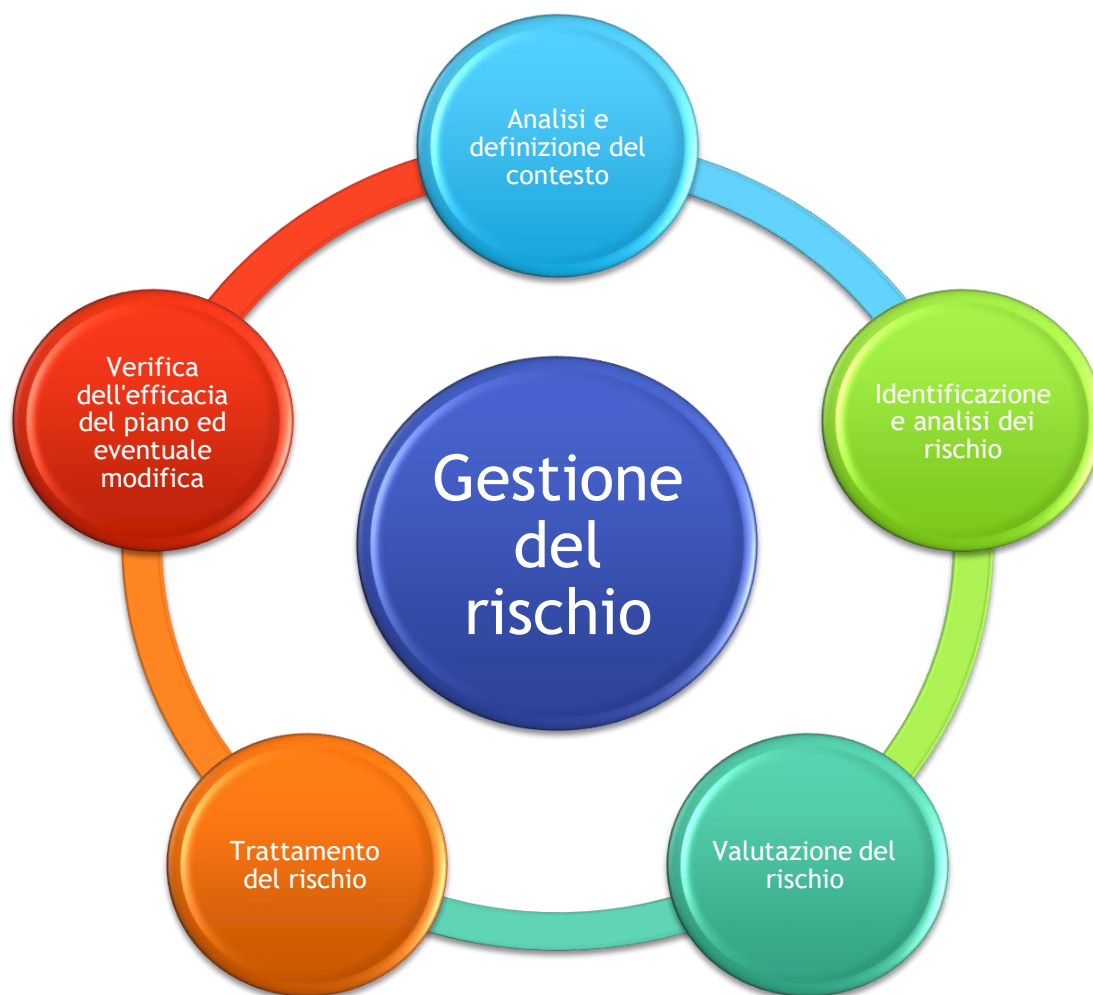 Analisi e
definizione del
contesto
Identificazione
e analisi dei
rischio
Valutazione del
rischio
Trattamento
del rischio
Verifica
dell'efficacia
del piano ed
eventuale
modifica
Gestione
del
rischio